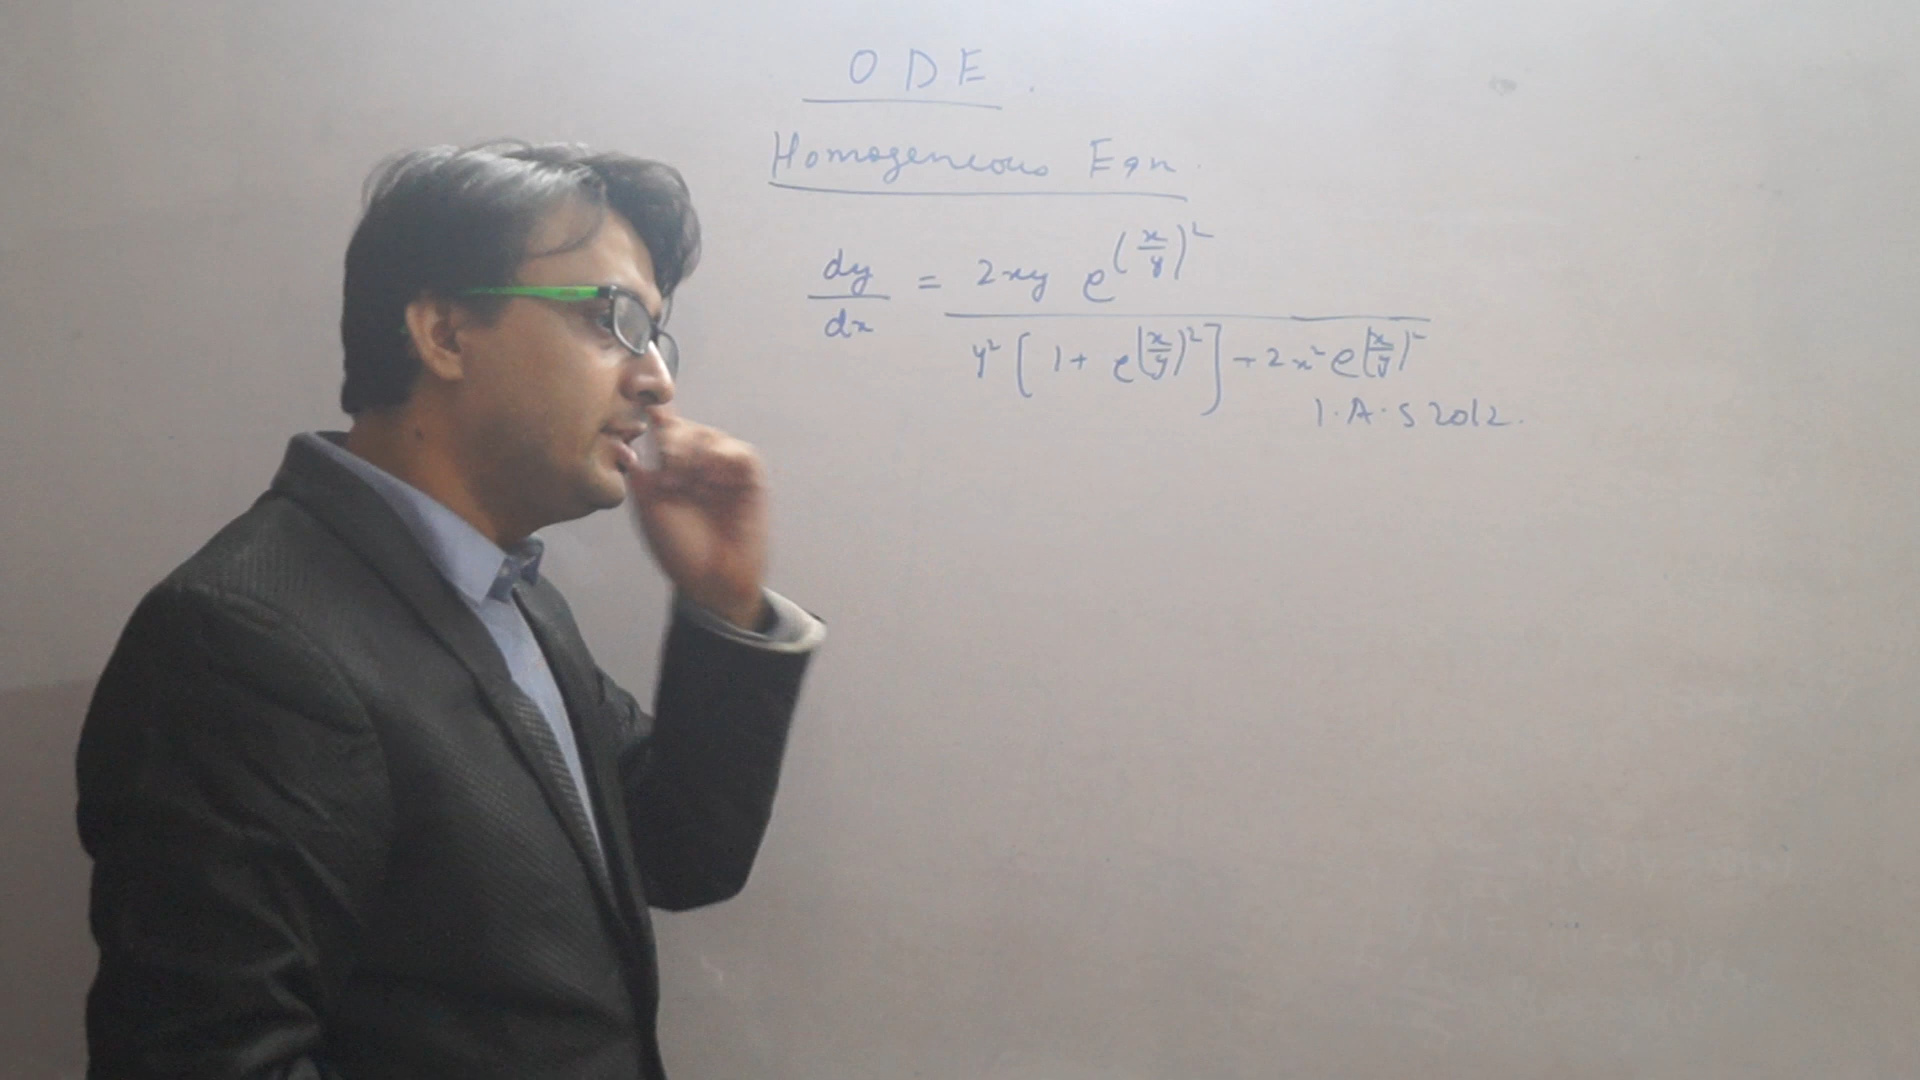 ODE
Homogeneous Eqn.
dy/dx = 2xy e^(x/y)^2 / y^2 [1 + e^(x/y)^2] + 2x^2 e^(x/y)^2
I.A.S 2012.